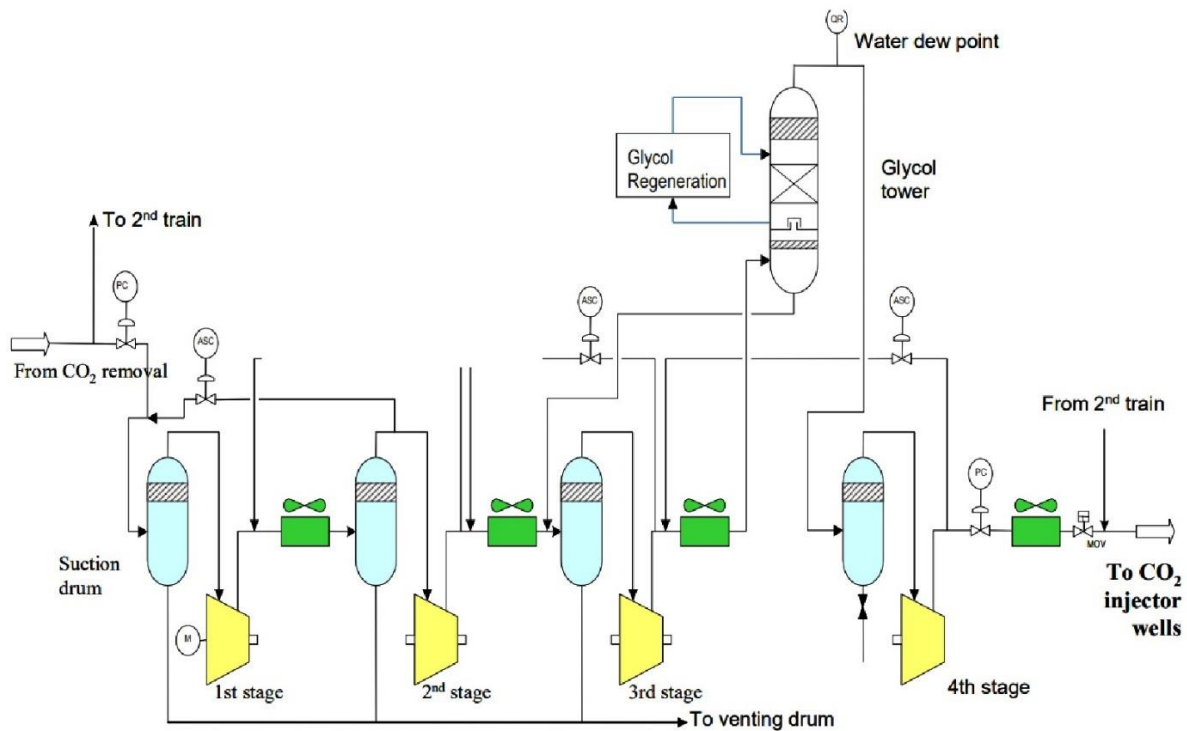 QR
Water dew point
Glycol
Regeneration
Glycol
tower
To 2nd train
PC
ASC
ASC
ASC
From CO₂ removal
From 2nd train
PC
MOV
Suction
drum
To CO₂
injector
wells
M
1st stage
2nd stage
3rd stage
4th stage
To venting drum